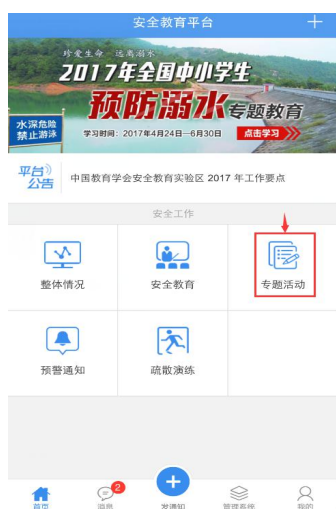 安全教育平台
珍爱生命 远离溺水
2017年全国中小学生
预防溺水专题教育
水深危险
禁止游泳
学习时间：2017年4月24日—6月30日 点击学习
平台
公告
中国教育学会安全教育实验区 2017 年工作要点
安全工作
整体情况 安全教育 专题活动
预警通知 疏散演练
2
首页 消息 发通知 管理系统 我的